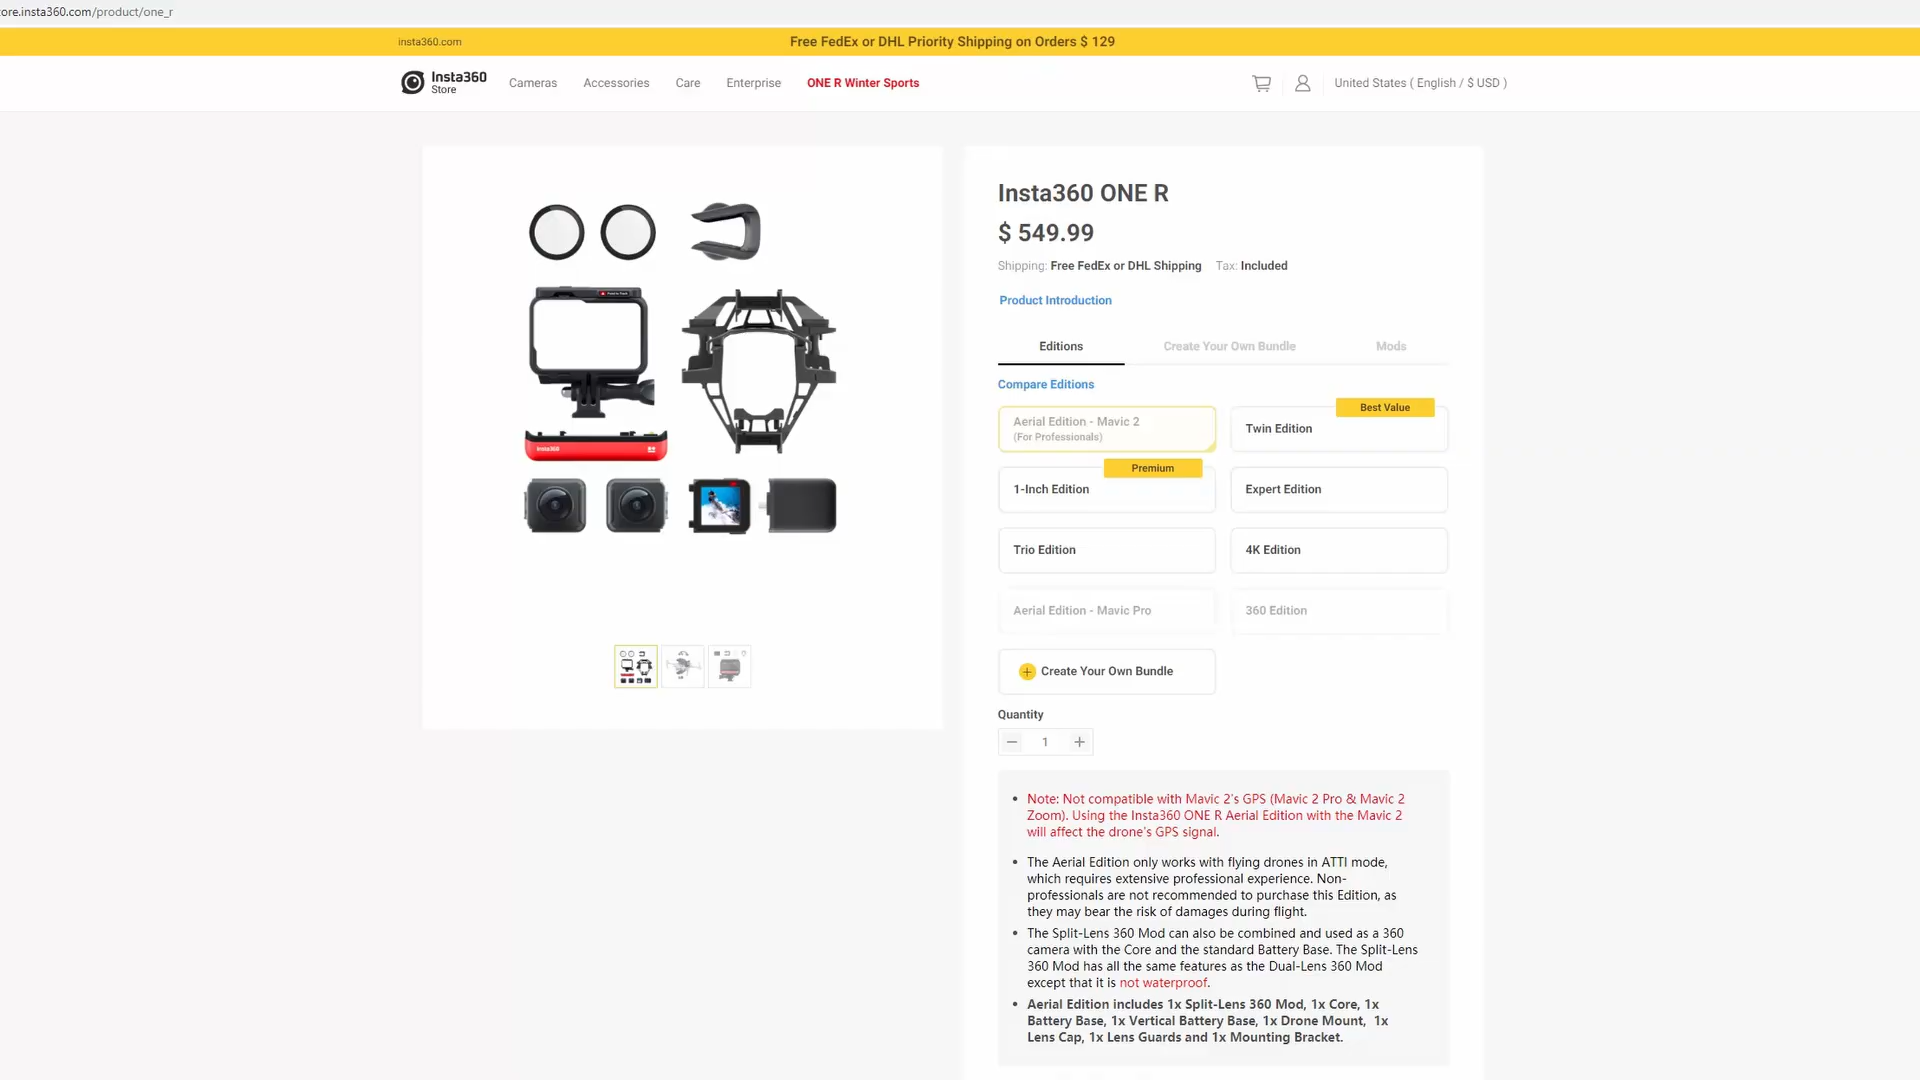 ore.insta360.com/product/one_r
insta360.com
Free FedEx or DHL Priority Shipping on Orders $ 129
Insta360
Store
Cameras
Accessories
Care
Enterprise
ONE R Winter Sports
United States ( English / $ USD )
Insta360
Insta360 ONE R
$ 549.99
Shipping: Free FedEx or DHL Shipping Tax: Included
Product Introduction
Editions
Create Your Own Bundle
Mods
Compare Editions
Aerial Edition - Mavic 2
(For Professionals)
Best Value
Twin Edition
Premium
1-Inch Edition
Expert Edition
Trio Edition
4K Edition
Aerial Edition - Mavic Pro
360 Edition
Create Your Own Bundle
Quantity
1
• Note: Not compatible with Mavic 2's GPS (Mavic 2 Pro & Mavic 2
Zoom). Using the Insta360 ONE R Aerial Edition with the Mavic 2
will affect the drone's GPS signal.
• The Aerial Edition only works with flying drones in ATTI mode,
which requires extensive professional experience. Non-
professionals are not recommended to purchase this Edition, as
they may bear the risk of damages during flight.
• The Split-Lens 360 Mod can also be combined and used as a 360
camera with the Core and the standard Battery Base. The Split-Lens
360 Mod has all the same features as the Dual-Lens 360 Mod
except that it is not waterproof.
• Aerial Edition includes 1x Split-Lens 360 Mod, 1x Core, 1x
Battery Base, 1x Vertical Battery Base, 1x Drone Mount, 1x
Lens Cap, 1x Lens Guards and 1x Mounting Bracket.